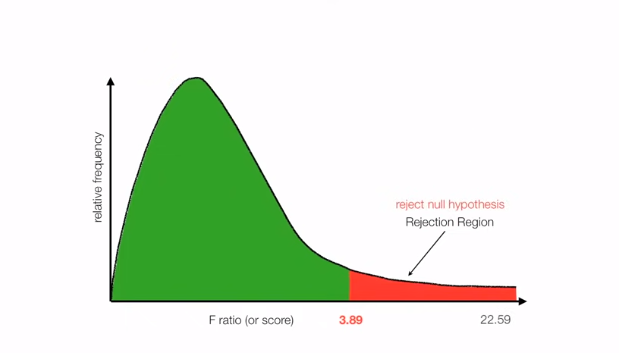 relative frequency
reject null hypothesis
Rejection Region
F ratio (or score)
3.89
22.59